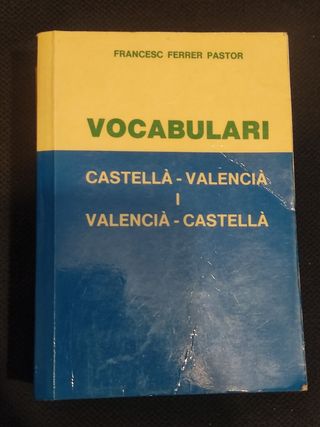 FRANCESC FERRER PASTOR
VOCABULARI
CASTELLÀ - VALENCIÀ
I
VALENCIÀ - CASTELLÀ